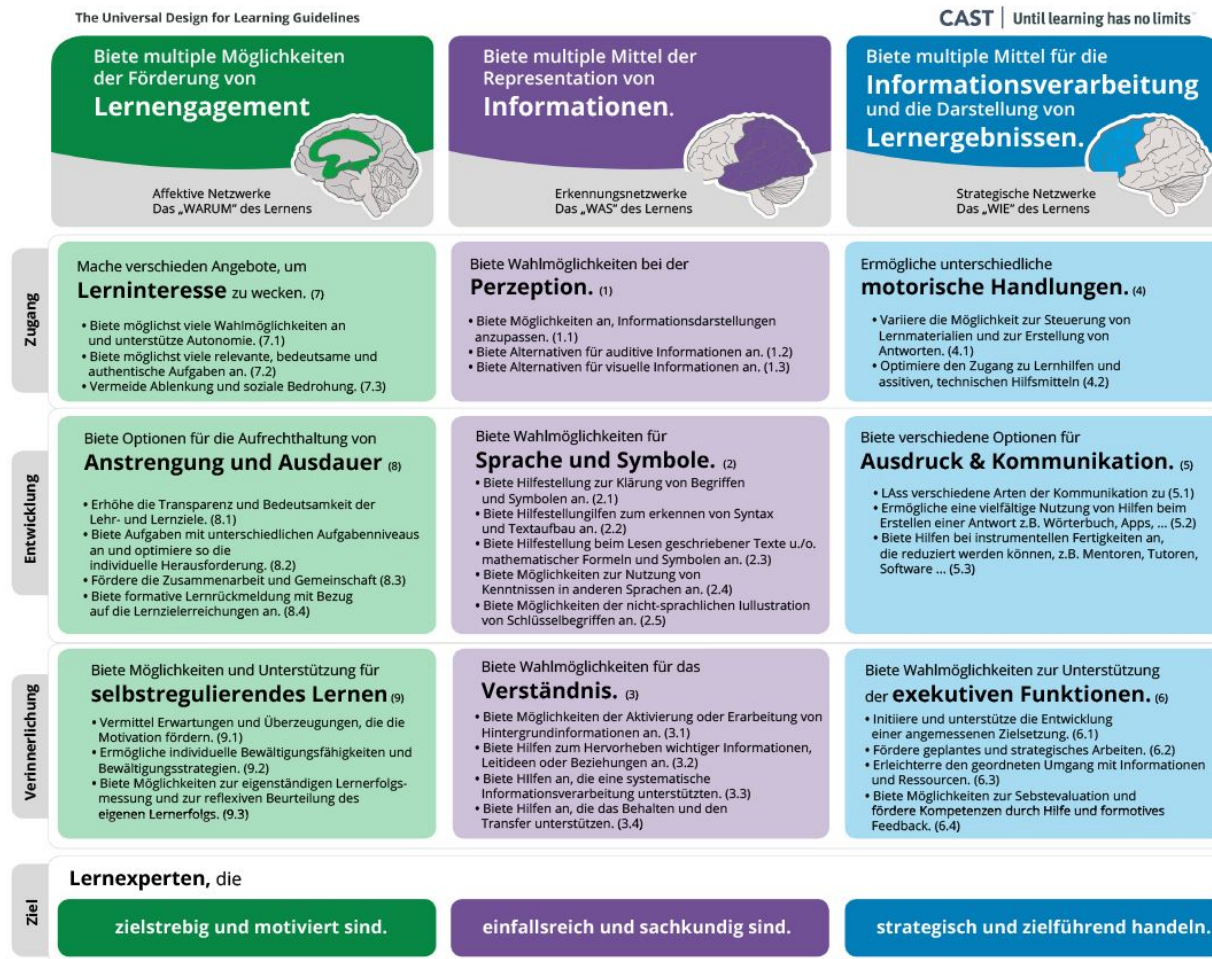 The Universal Design for Learning Guidelines
CAST | Until learning has no limits™
Biete multiple Möglichkeiten
der Förderung von
Lernengagement
Affektive Netzwerke
Das „WARUM“ des Lernens
Biete multiple Mittel der
Representation von
Informationen.
Erkennungsnetzwerke
Das „WAS“ des Lernens
Biete multiple Mittel für die
Informationsverarbeitung
und die Darstellung von
Lernergebnissen.
Strategische Netzwerke
Das „WIE“ des Lernens
Zugang
Mache verschieden Angebote, um
Lerninteresse zu wecken. (7)
• Biete möglichst viele Wahlmöglichkeiten an
und unterstütze Autonomie. (7.1)
• Biete möglichst viele relevante, bedeutsame und
authentische Aufgaben an. (7.2)
• Vermeide Ablenkung und soziale Bedrohung. (7.3)
Biete Wahlmöglichkeiten bei der
Perzeption. (1)
• Biete Möglichkeiten an, Informationsdarstellungen
anzupassen. (1.1)
• Biete Alternativen für auditive Informationen an. (1.2)
• Biete Alternativen für visuelle Informationen an. (1.3)
Ermögliche unterschiedliche
motorische Handlungen. (4)
• Variiere die Möglichkeit zur Steuerung von
Lernmaterialien und zur Erstellung von
Antworten. (4.1)
• Optimiere den Zugang zu Lernhilfen und
assitiven, technischen Hilfsmitteln (4.2)
Entwicklung
Biete Optionen für die Aufrechthaltung von
Anstrengung und Ausdauer (8)
• Erhöhe die Transparenz und Bedeutsamkeit der
Lehr- und Lernziele. (8.1)
• Biete Aufgaben mit unterschiedlichen Aufgabenniveaus
an und optimiere so die
individuelle Herausforderung. (8.2)
• Fördere die Zusammenarbeit und Gemeinschaft (8.3)
• Biete formative Lernrückmeldung mit Bezug
auf die Lernzielerreichungen an. (8.4)
Biete Wahlmöglichkeiten für
Sprache und Symbole. (2)
• Biete Hilfestellung zur Klärung von Begriffen
und Symbolen an. (2.1)
• Biete Hilfestellungilfen zum erkennen von Syntax
und Textaufbau an. (2.2)
• Biete Hilfestellung beim Lesen geschriebener Texte u./o.
mathematischer Formeln und Symbolen an. (2.3)
• Biete Möglichkeiten zur Nutzung von
Kenntnissen in anderen Sprachen an. (2.4)
• Biete Möglichkeiten der nicht-sprachlichen Iullustration
von Schlüsselbegriffen an. (2.5)
Biete verschiedene Optionen für
Ausdruck & Kommunikation. (5)
• LAss verschiedene Arten der Kommunikation zu (5.1)
• Ermögliche eine vielfältige Nutzung von Hilfen beim
Erstellen einer Antwort z.B. Wörterbuch, Apps, ... (5.2)
• Biete Hilfen bei instrumentellen Fertigkeiten an,
die reduziert werden können, z.B. Mentoren, Tutoren,
Software ... (5.3)
Verinnerlichung
Biete Möglichkeiten und Unterstützung für
selbstregulierendes Lernen (9)
• Vermittel Erwartungen und Überzeugungen, die die
Motivation fördern. (9.1)
• Ermögliche individuelle Bewältigungsfähigkeiten und
Bewältigungsstrategien. (9.2)
• Biete Möglichkeiten zur eigenständigen Lernerfolgs-
messung und zur reflexiven Beurteilung des
eigenen Lernerfolgs. (9.3)
Biete Wahlmöglichkeiten für das
Verständnis. (3)
• Biete Möglichkeiten der Aktivierung oder Erarbeitung von
Hintergrundinformationen an. (3.1)
• Biete Hilfen zum Hervorheben wichtiger Informationen,
Leitideen oder Beziehungen an. (3.2)
• Biete HIlfen an, die eine systematische
Informationsverarbeitung unterstützten. (3.3)
• Biete Hilfen an, die das Behalten und den
Transfer unterstützen. (3.4)
Biete Wahlmöglichkeiten zur Unterstützung
der exekutiven Funktionen. (6)
• Initiiere und unterstütze die Entwicklung
einer angemessenen Zielsetzung. (6.1)
• Fördere geplantes und strategisches Arbeiten. (6.2)
• Erleichterre den geordneten Umgang mit Informationen
und Ressourcen. (6.3)
• Biete Möglichkeiten zur Sebstevaluation und
fördere Kompetenzen durch Hilfe und formotives
Feedback. (6.4)
Ziel
Lernexperten, die
zielstrebig und motiviert sind.
einfallsreich und sachkundig sind.
strategisch und zielführend handeln.